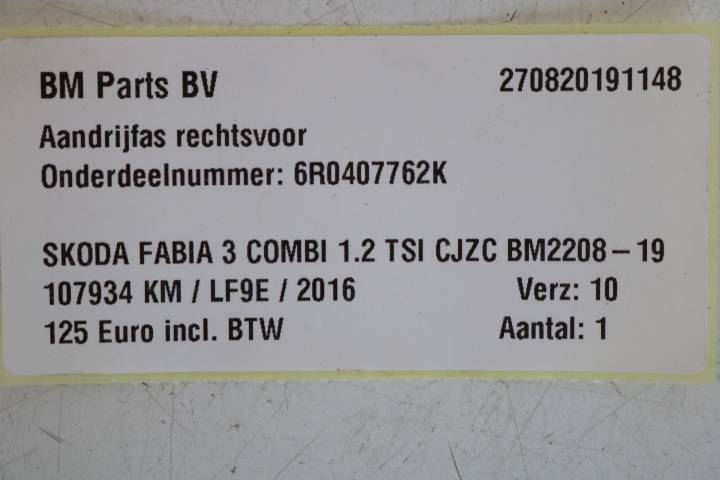 BM Parts BV 270820191148
Aandrijfas rechtsvoor
Onderdeelnummer: 6R0407762K
SKODA FABIA 3 COMBI 1.2 TSI CJZC BM2208-19
107934 KM / LF9E / 2016 Verz: 10
125 Euro incl. BTW Aantal: 1